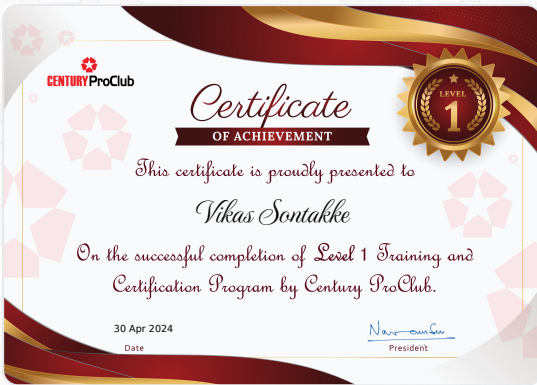 CENTURY ProClub
LEVEL
1
Certificate
OF ACHIEVEMENT
This certificate is proudly presented to
Vikas Sontakke
On the successful completion of Level 1 Training and
Certification Program by Century ProClub.
30 Apr 2024
Date
President